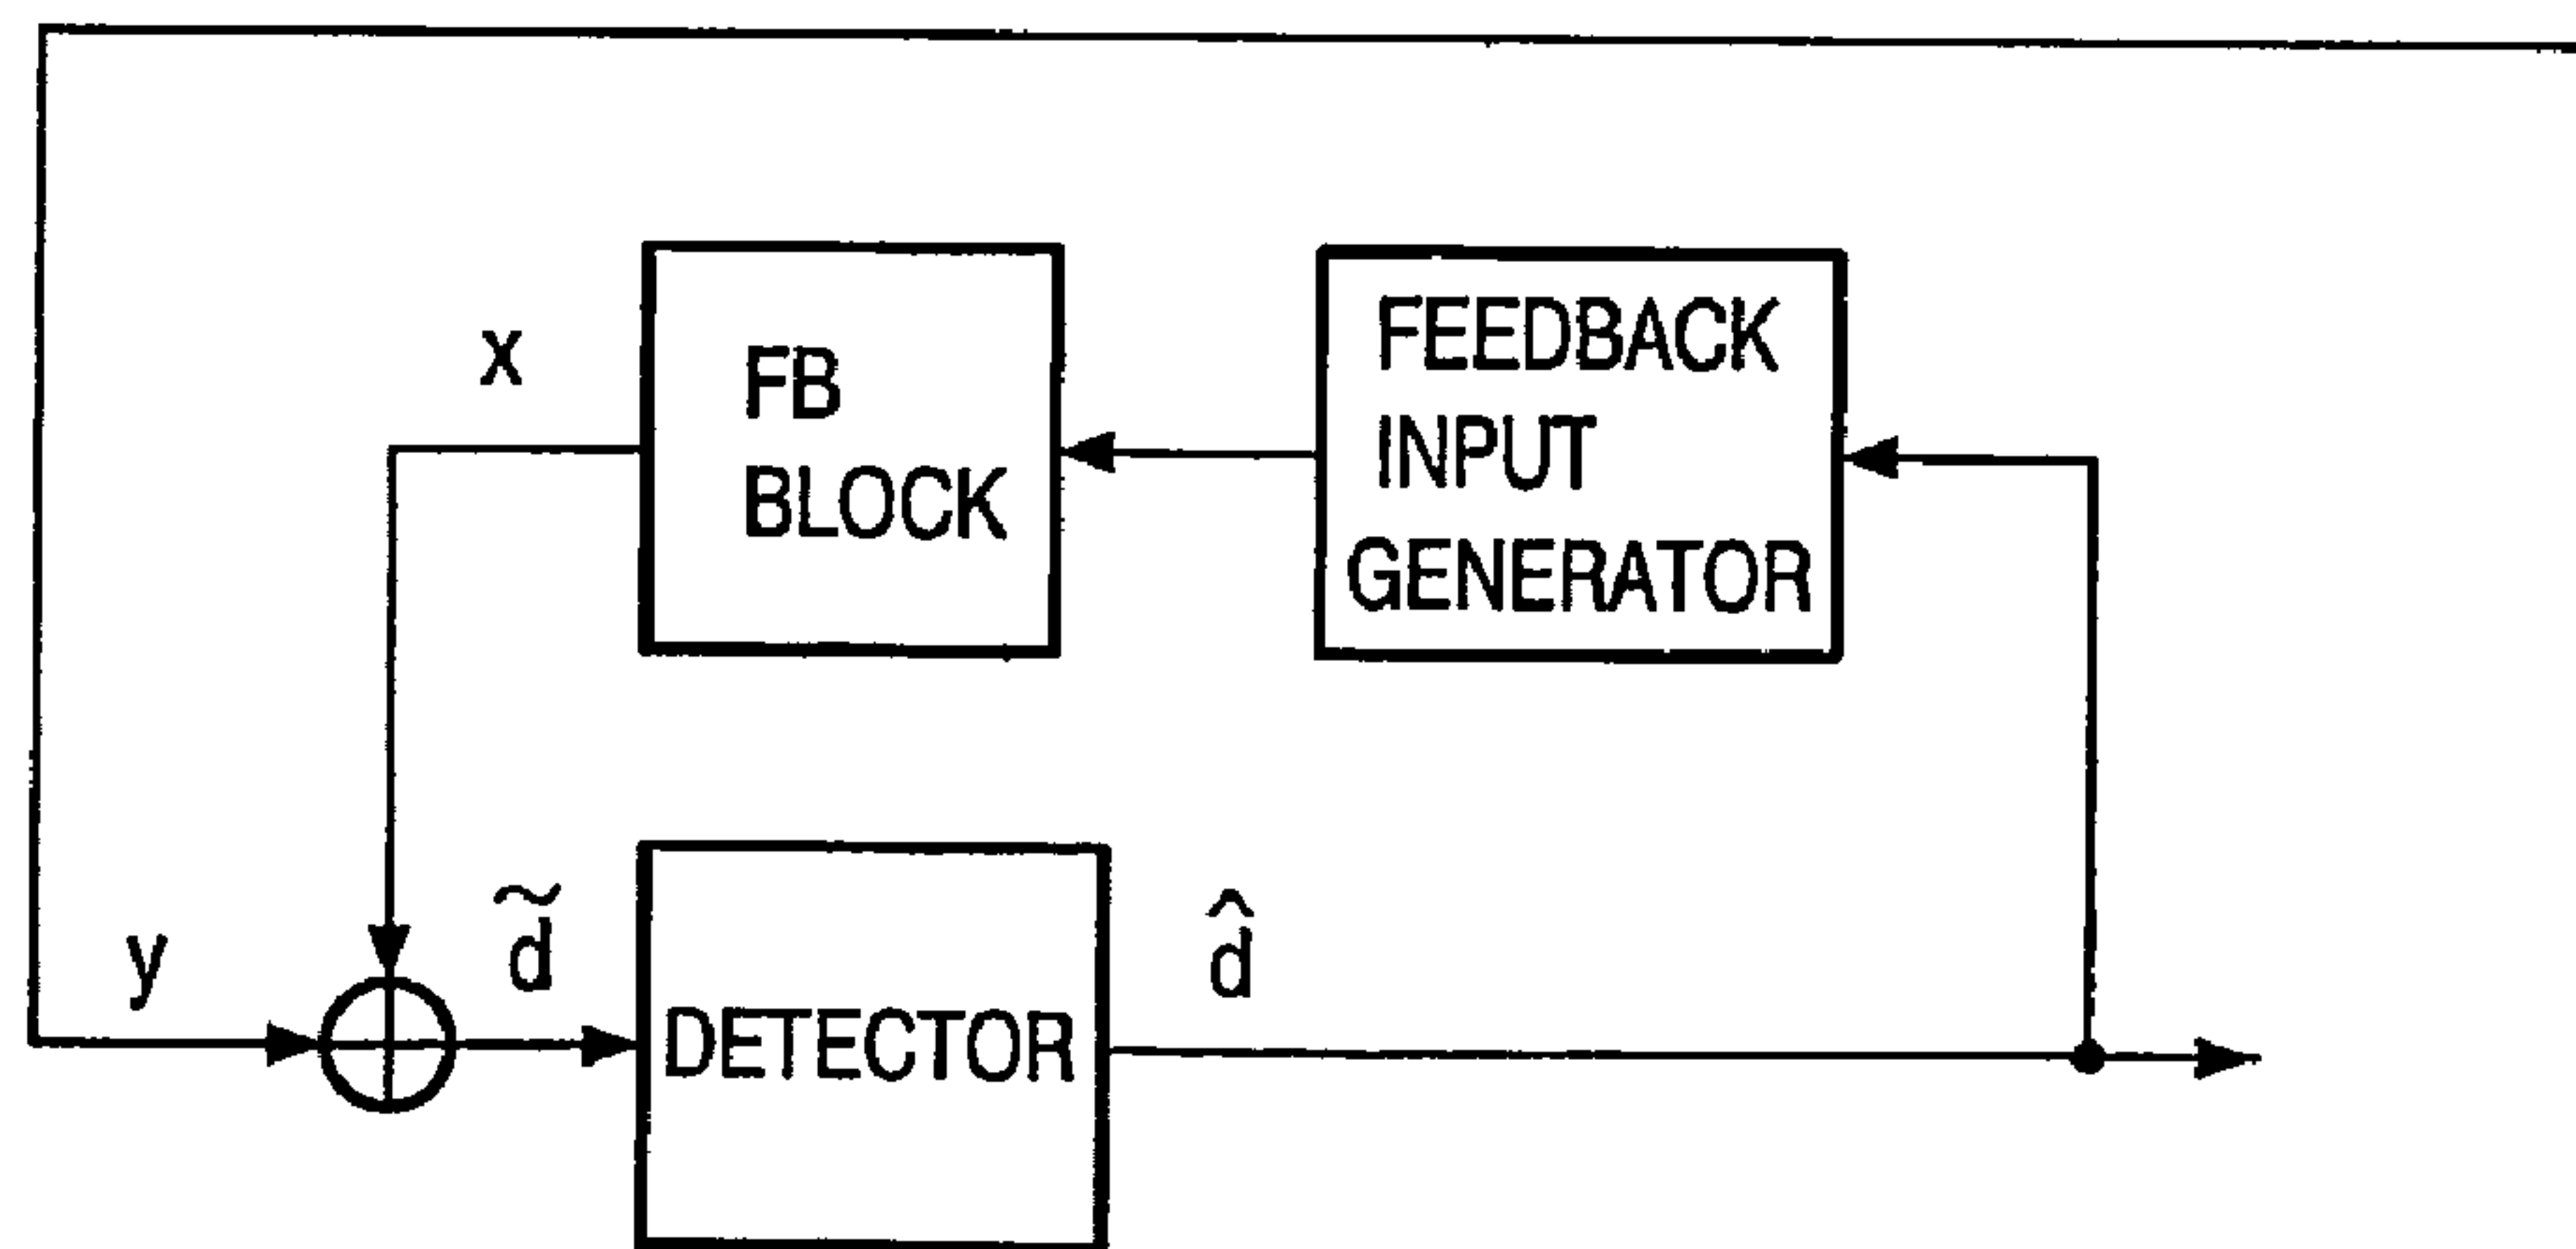 x
FB
BLOCK
FEEDBACK
INPUT
GENERATOR
y
d̃
DETECTOR
d̂